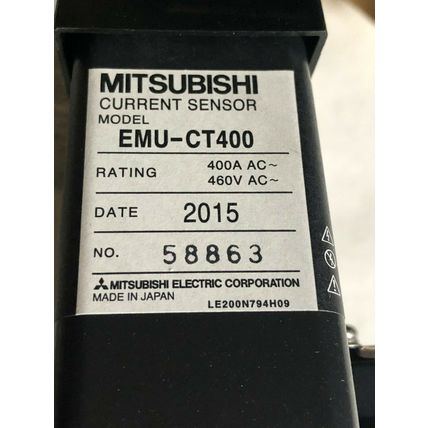 MITSUBISHI
CURRENT SENSOR
MODEL
EMU-CT400
RATING 400A AC~
460V AC~
DATE 2015
NO. 58863
MITSUBISHI ELECTRIC CORPORATION
MADE IN JAPAN LE200N794H09